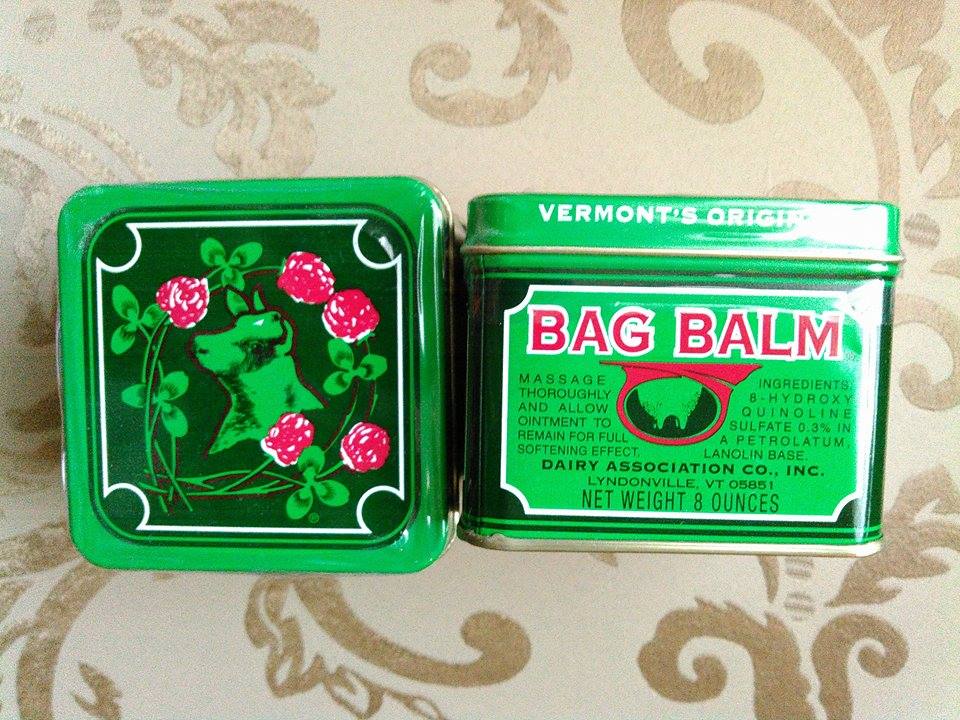 VERMONT'S ORIGIN
BAG BALM
MASSAGE
THOROUGHLY
AND ALLOW
OINTMENT TO
REMAIN FOR FULL
SOFTENING EFFECT.
INGREDIENTS:
8-HYDROXY
QUINOLINE
SULFATE 0.3% IN
A PETROLATUM,
LANOLIN BASE.
DAIRY ASSOCIATION CO., INC.
LYNDONVILLE, VT 05851
NET WEIGHT 8 OUNCES
®